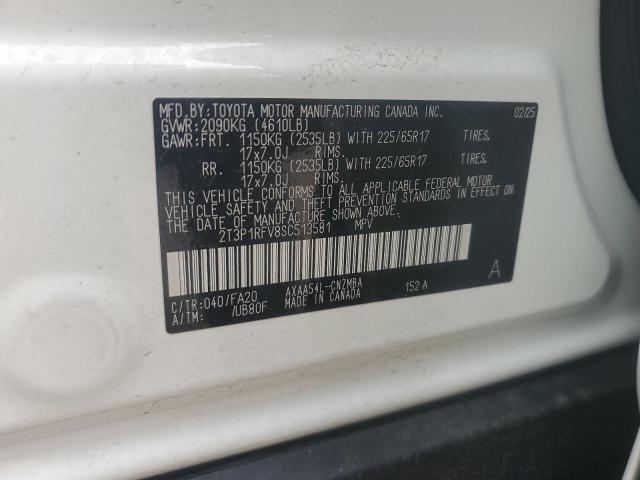 MFD.BY:TOYOTA MOTOR MANUFACTURING CANADA INC. 02/25
GVWR:2090KG (4610LB)
GAWR:FRT. 1150KG (2535LB) WITH 225/65R17 TIRES.
17x7.0J RIMS.
RR. 1150KG (2535LB) WITH 225/65R17 TIRES.
17x7.0J RIMS.
THIS VEHICLE CONFORMS TO ALL APPLICABLE FEDERAL MOTOR
VEHICLE SAFETY AND THEFT PREVENTION STANDARDS IN EFFECT ON
THE DATE OF MANUFACTURE SHOWN ABOVE.
2T3P1RFV8SC513581 MPV
A
C/TR:040/FA20 AXAA54L-CNZMBA 152A
A/TM: /UB80F MADE IN CANADA